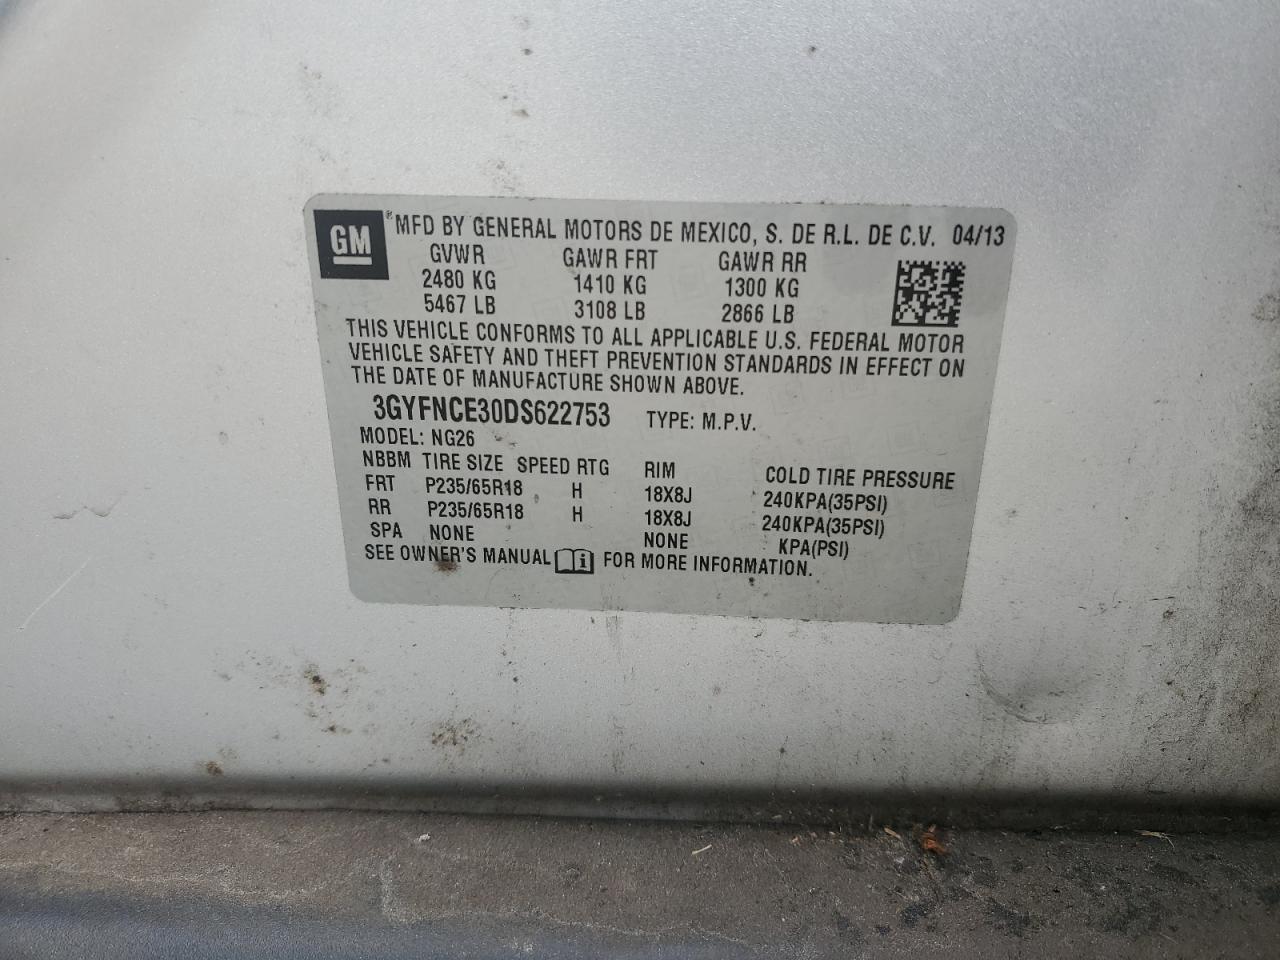 GM ® MFD BY GENERAL MOTORS DE MEXICO, S. DE R.L. DE C.V. 04/13
GVWR GAWR FRT GAWR RR
2480 KG 1410 KG 1300 KG
5467 LB 3108 LB 2866 LB
THIS VEHICLE CONFORMS TO ALL APPLICABLE U.S. FEDERAL MOTOR
VEHICLE SAFETY AND THEFT PREVENTION STANDARDS IN EFFECT ON
THE DATE OF MANUFACTURE SHOWN ABOVE.
3GYFNCE30DS622753 TYPE: M.P.V.
MODEL: NG26
NBBM TIRE SIZE SPEED RTG RIM COLD TIRE PRESSURE
FRT P235/65R18 H 18X8J 240KPA(35PSI)
RR P235/65R18 H 18X8J 240KPA(35PSI)
SPA NONE NONE KPA(PSI)
SEE OWNER'S MANUAL i FOR MORE INFORMATION.